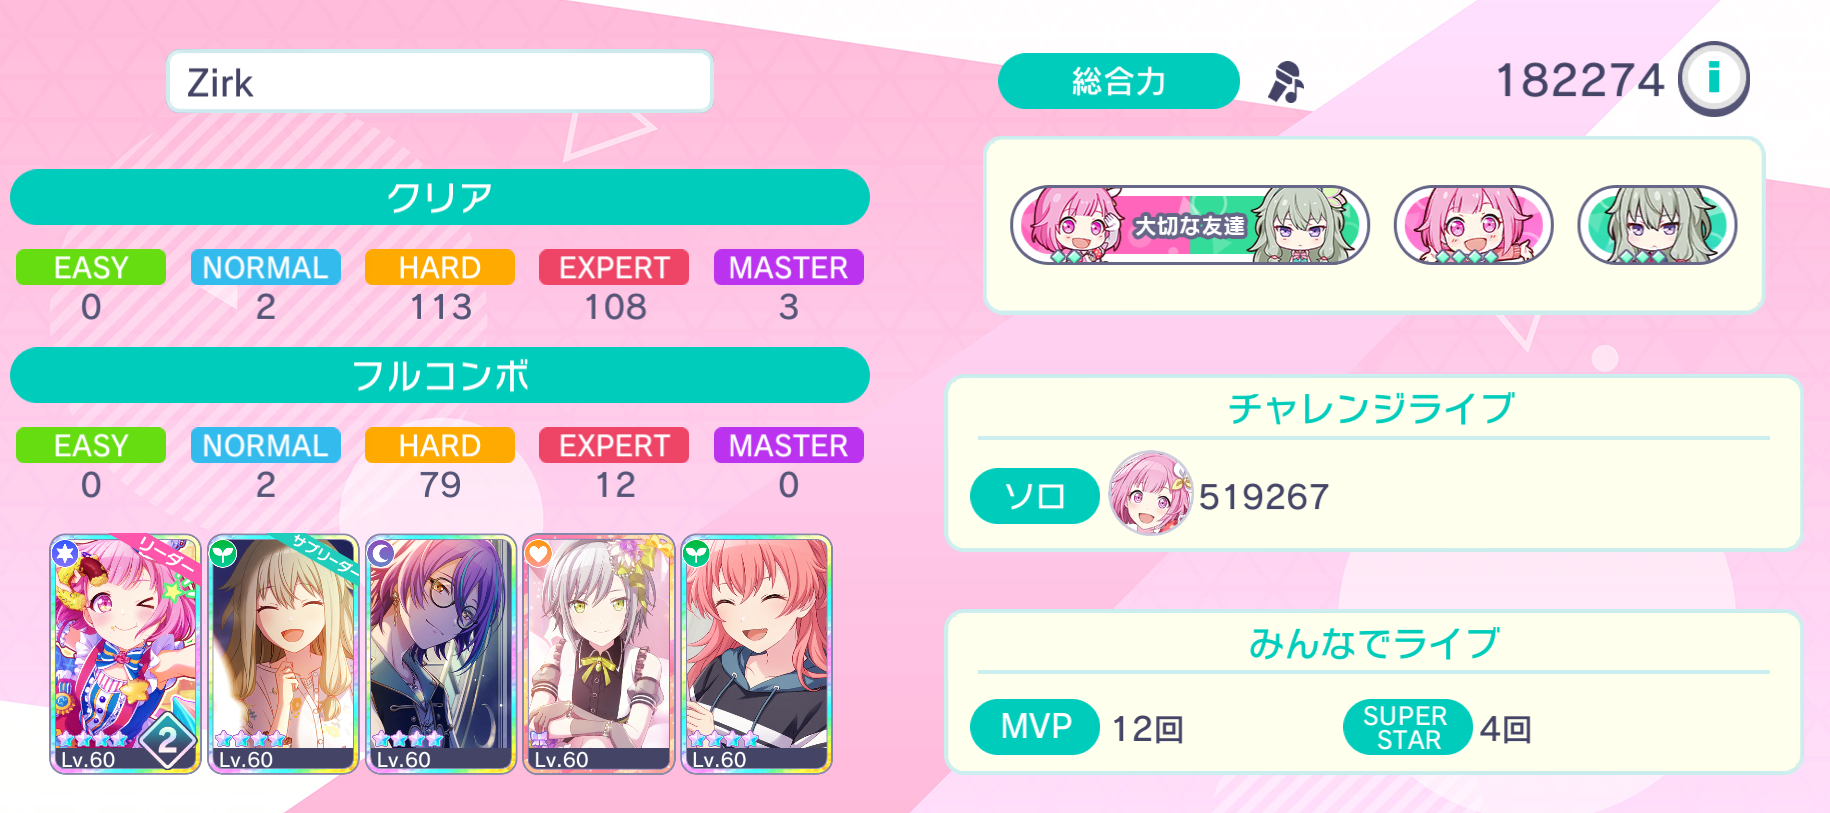 Zirk
クリア
EASY NORMAL HARD EXPERT MASTER
0 2 113 108 3
フルコンボ
EASY NORMAL HARD EXPERT MASTER
0 2 79 12 0
リーダー サブリーダー
2
Lv.60 Lv.60 Lv.60 Lv.60 Lv.60
総合力 182274 i
大切な友達
チャレンジライブ
ソロ 519267
みんなでライブ
MVP 12回 SUPER STAR 4回